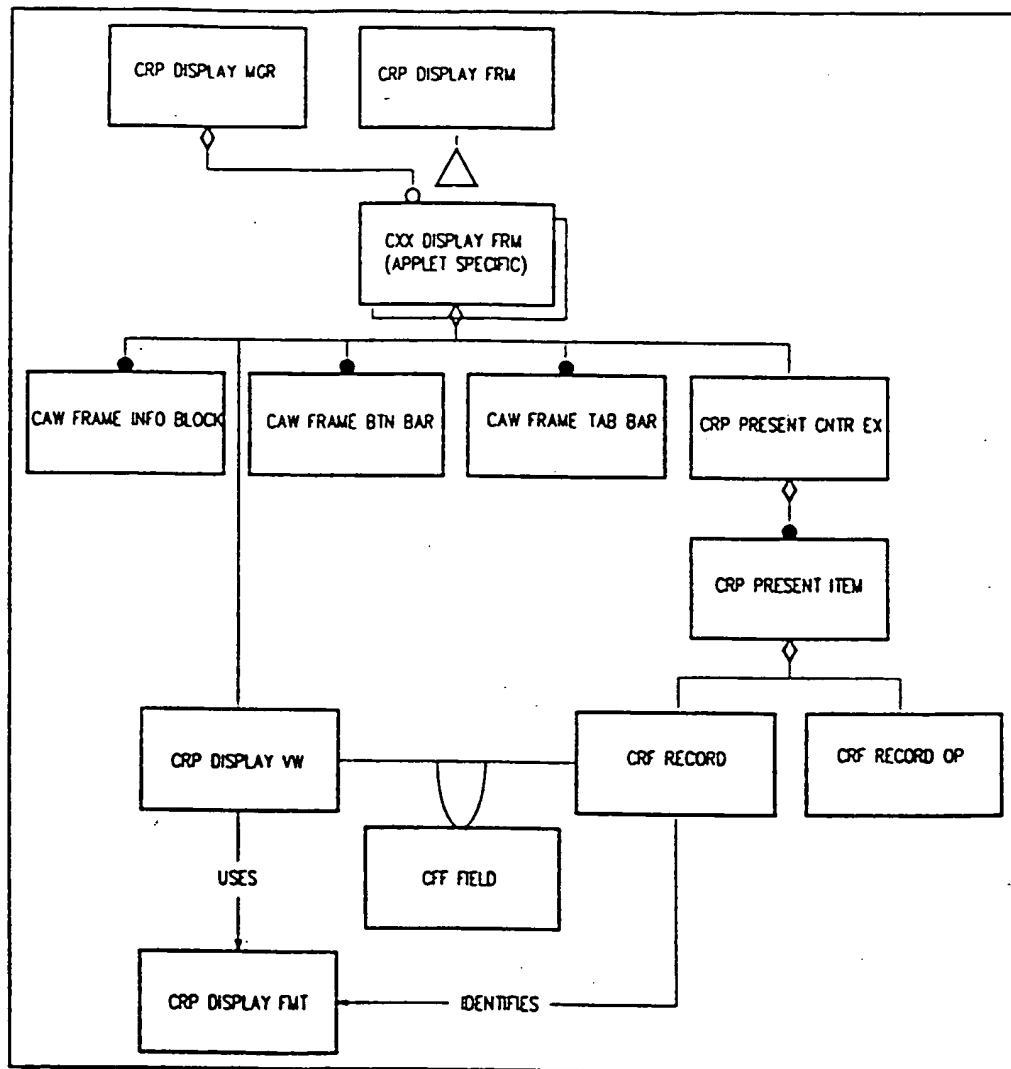 CRP DISPLAY MGR
CRP DISPLAY FRM
CXX DISPLAY FRM
(APPLET SPECIFIC)
CAW FRAME INFO BLOCK
CAW FRAME BTN BAR
CAW FRAME TAB BAR
CRP PRESENT CNTR EX
CRP PRESENT ITEM
CRP DISPLAY VW
CRF RECORD
CRF RECORD OP
USES
CFF FIELD
CRP DISPLAY FMT
IDENTIFIES